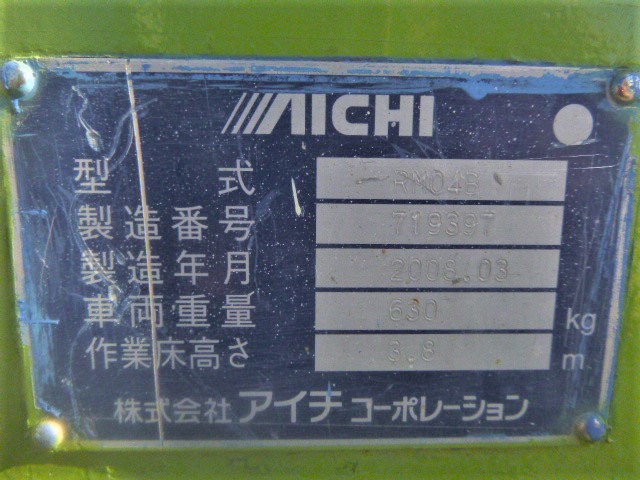 AICHI
型 式 RM04B
製造番号 719397
製造年月 2008.03
車両重量 630 kg
作業床高さ 3.8 m
株式会社アイチコーポレーション